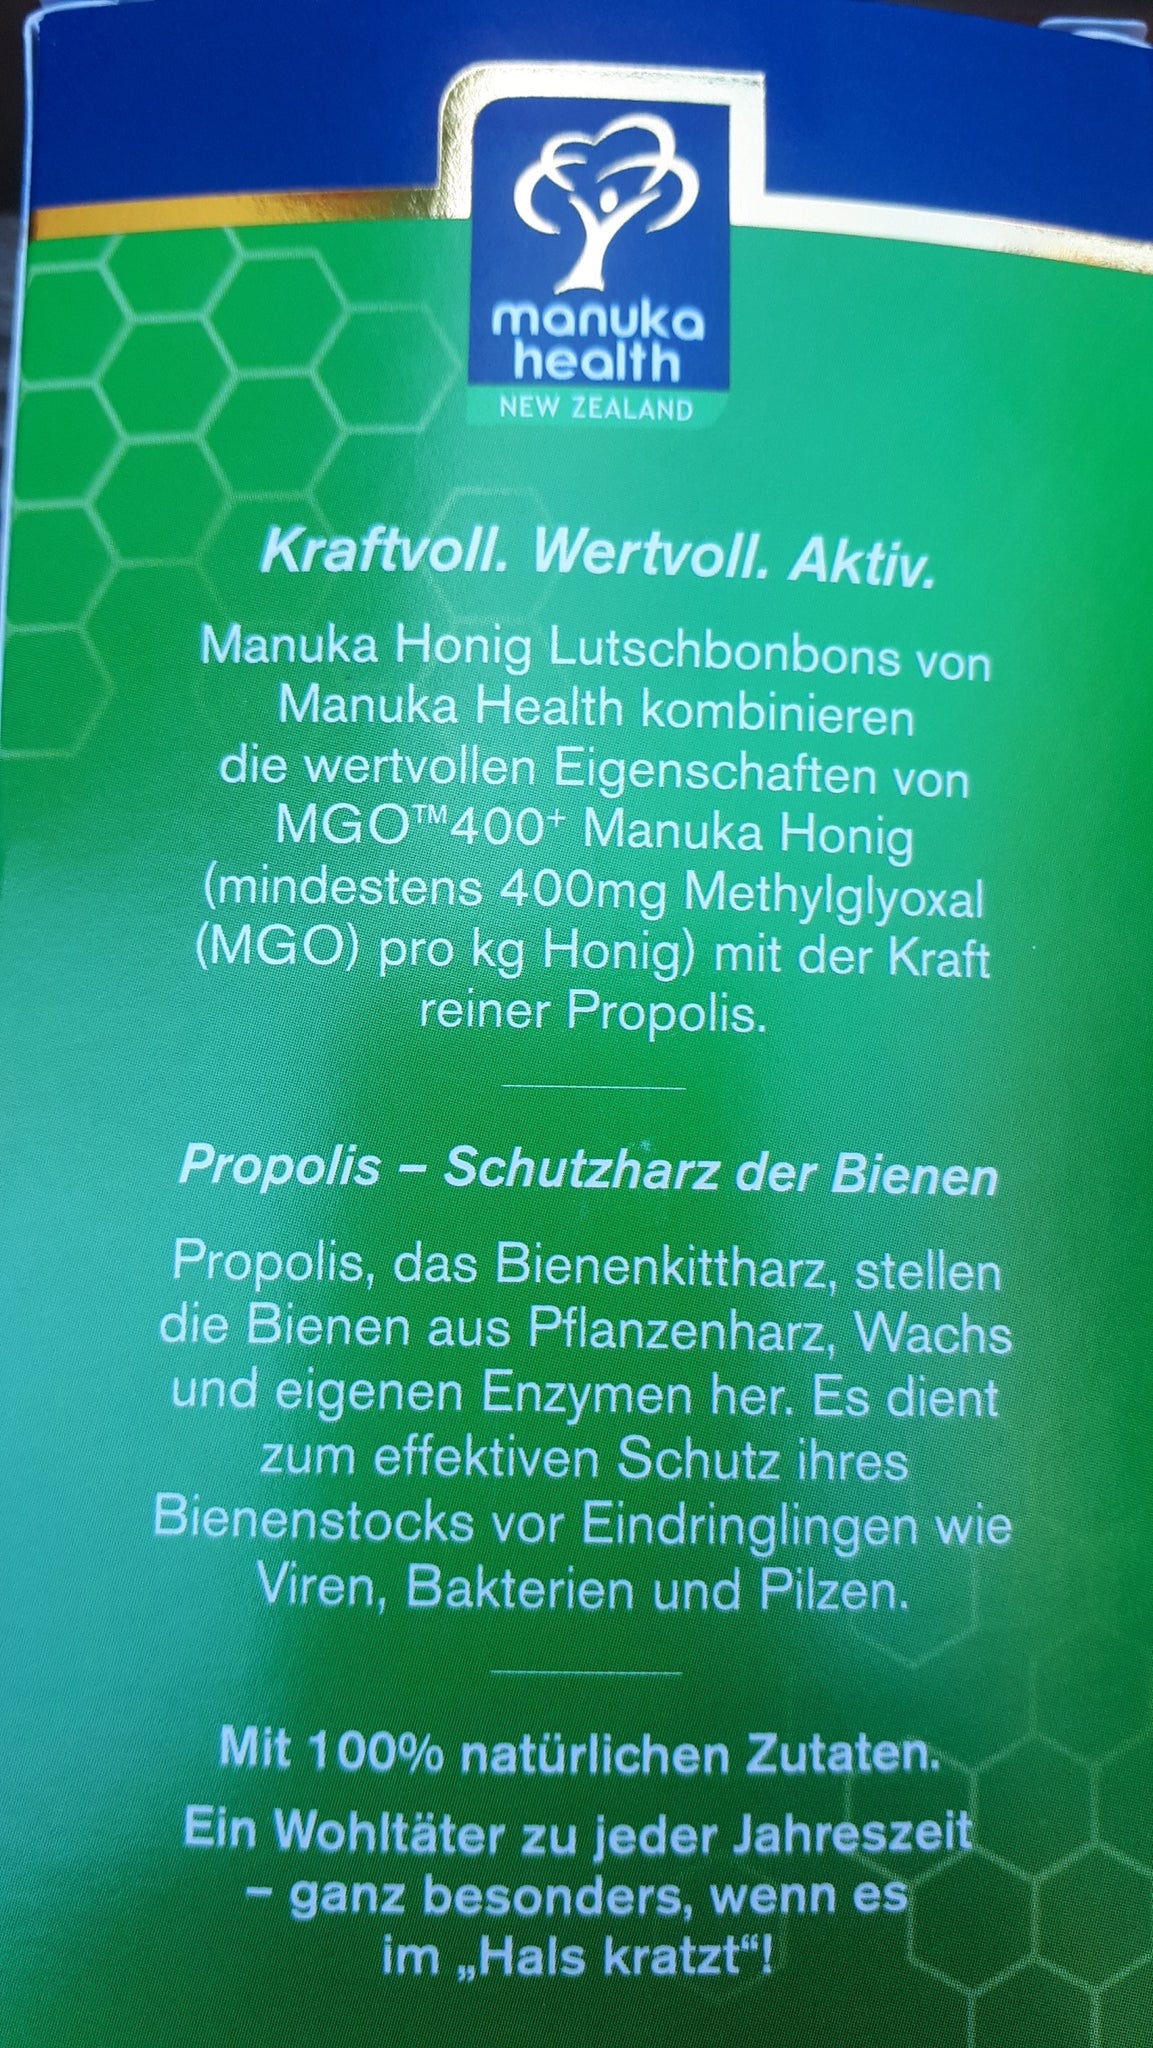 manuka
health
NEW ZEALAND
Kraftvoll. Wertvoll. Aktiv.
Manuka Honig Lutschbonbons von
Manuka Health kombinieren
die wertvollen Eigenschaften von
MGO™400⁺ Manuka Honig
(mindestens 400mg Methylglyoxal
(MGO) pro kg Honig) mit der Kraft
reiner Propolis.
Propolis – Schutzharz der Bienen
Propolis, das Bienenkittharz, stellen
die Bienen aus Pflanzenharz, Wachs
und eigenen Enzymen her. Es dient
zum effektiven Schutz ihres
Bienenstocks vor Eindringlingen wie
Viren, Bakterien und Pilzen.
Mit 100% natürlichen Zutaten.
Ein Wohltäter zu jeder Jahreszeit
– ganz besonders, wenn es
im „Hals kratzt“!